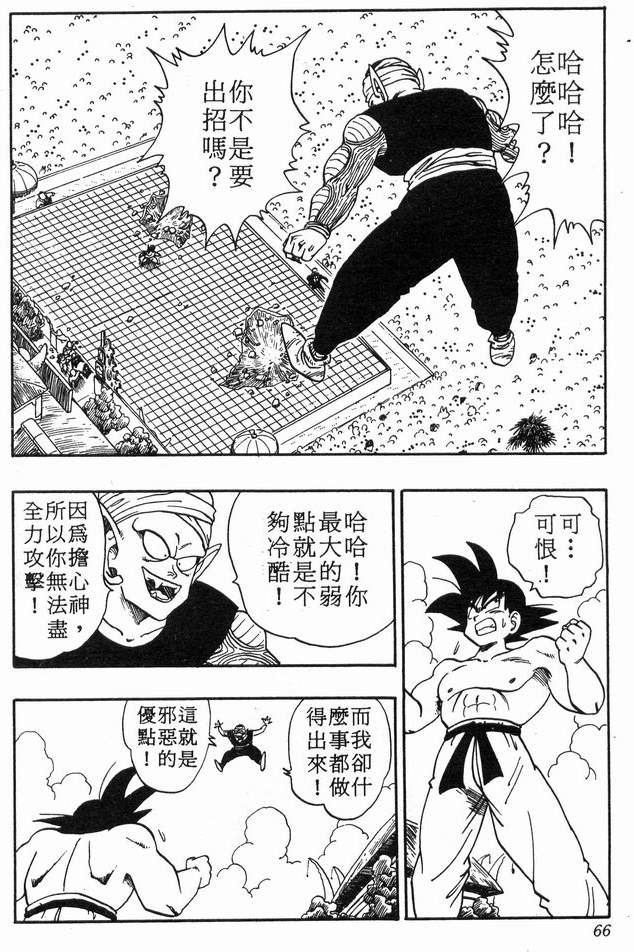 哈哈哈！
怎麼了？
你不是要
出招嗎？
可…
可恨！
哈哈！你
最大的弱
點就是不
夠冷酷！
因爲擔心神，
所以你無法盡
全力攻擊！
而我卻什
麼事都做
得出來！
這就是
邪惡的
優點！
66